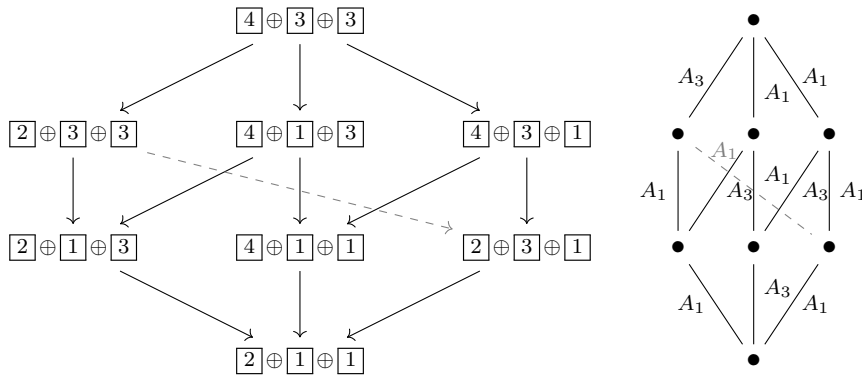 4 ⊕ 3 ⊕ 3
2 ⊕ 3 ⊕ 3 4 ⊕ 1 ⊕ 3 4 ⊕ 3 ⊕ 1
2 ⊕ 1 ⊕ 3 4 ⊕ 1 ⊕ 1 2 ⊕ 3 ⊕ 1
2 ⊕ 1 ⊕ 1
A₃ A₁ A₁
A₁
A₁ A₃ A₁ A₃ A₁
A₁ A₃ A₁